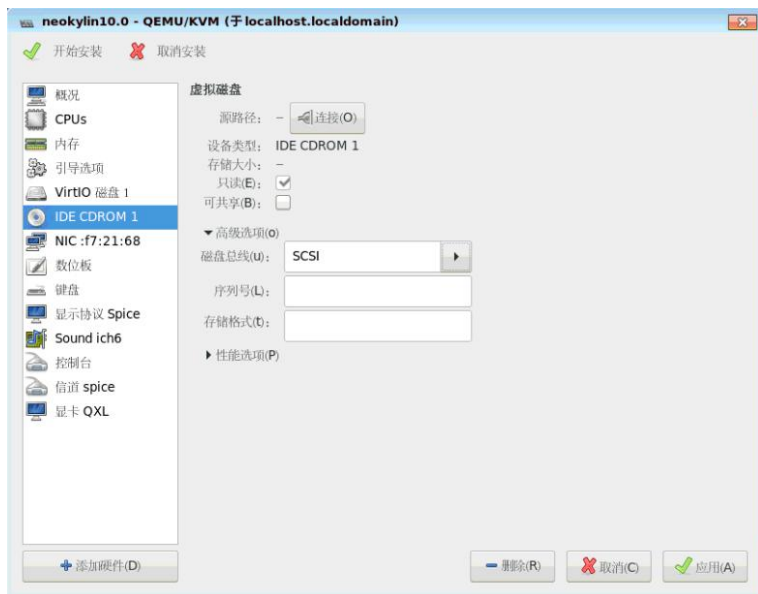 neokylin10.0 - QEMU/KVM (于 localhost.localdomain)
开始安装 取消安装
概况
CPUs
内存
引导选项
VirtIO 磁盘 1
IDE CDROM 1
NIC :f7:21:68
数位板
键盘
显示协议 Spice
Sound ich6
控制台
信道 spice
显卡 QXL
添加硬件(D)
虚拟磁盘
源路径： - 连接(O)
设备类型： IDE CDROM 1
存储大小： -
只读(E)：
可共享(B)：
高级选项(o)
磁盘总线(u)： SCSI
序列号(L)：
存储格式(t)：
性能选项(P)
删除(R) 取消(C) 应用(A)